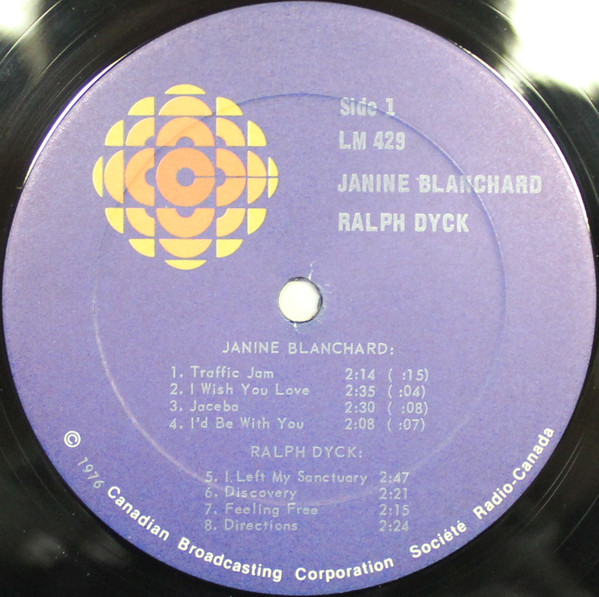 Side 1
LM 429
JANINE BLANCHARD
RALPH DYCK
JANINE BLANCHARD:
1. Traffic Jam 2:14 ( :15)
2. I Wish You Love 2:35 ( :04)
3. Jaceba 2:30 ( :08)
4. I'd Be With You 2:08 ( :07)
RALPH DYCK:
5. I Left My Sanctuary 2:47
6. Discovery 2:21
7. Feeling Free 2:15
8. Directions 2:24
© 1976 Canadian Broadcasting Corporation Société Radio-Canada